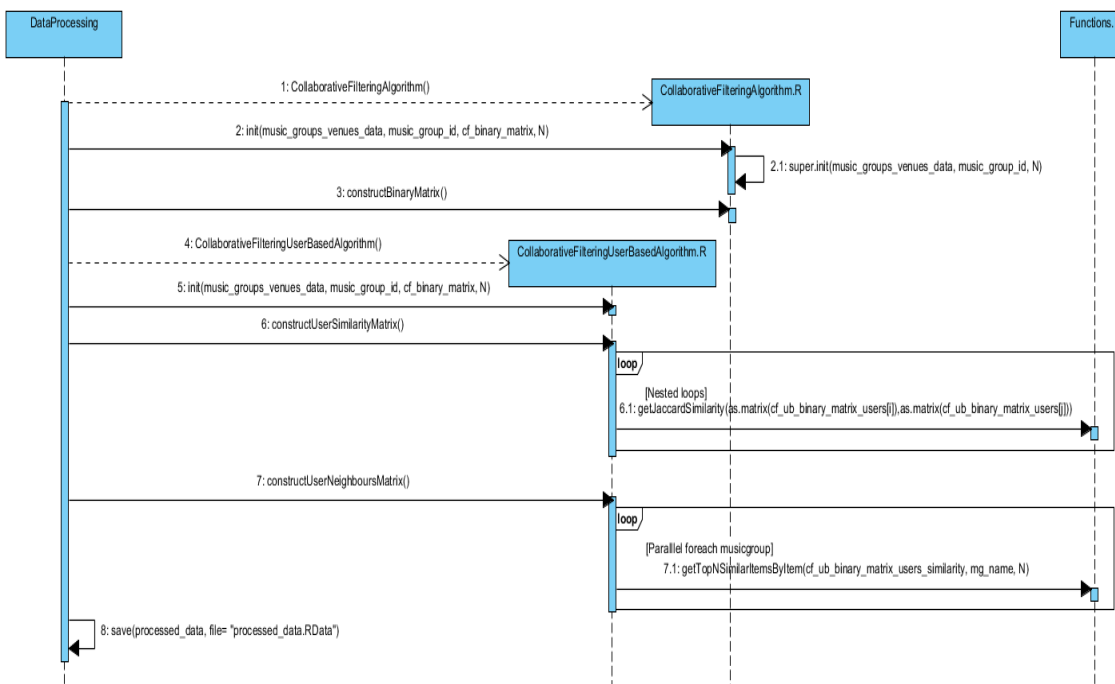 DataProcessing
Functions.
1: CollaborativeFilteringAlgorithm()
CollaborativeFilteringAlgorithm.R
2: init(music_groups_venues_data, music_group_id, cf_binary_matrix, N)
2.1: super.init(music_groups_venues_data, music_group_id, N)
3: constructBinaryMatrix()
4: CollaborativeFilteringUserBasedAlgorithm()
CollaborativeFilteringUserBasedAlgorithm.R
5: init(music_groups_venues_data, music_group_id, cf_binary_matrix, N)
6: constructUserSimilarityMatrix()
loop
[Nested loops]
6.1: getJaccardSimilarity(as.matrix(cf_ub_binary_matrix_users[i]),as.matrix(cf_ub_binary_matrix_users[j]))
7: constructUserNeighboursMatrix()
loop
[Parallel foreach musicgroup]
7.1: getTopNSimilarItemsByItem(cf_ub_binary_matrix_users_similarity, mg_name, N)
8: save(processed_data, file= "processed_data.RData")